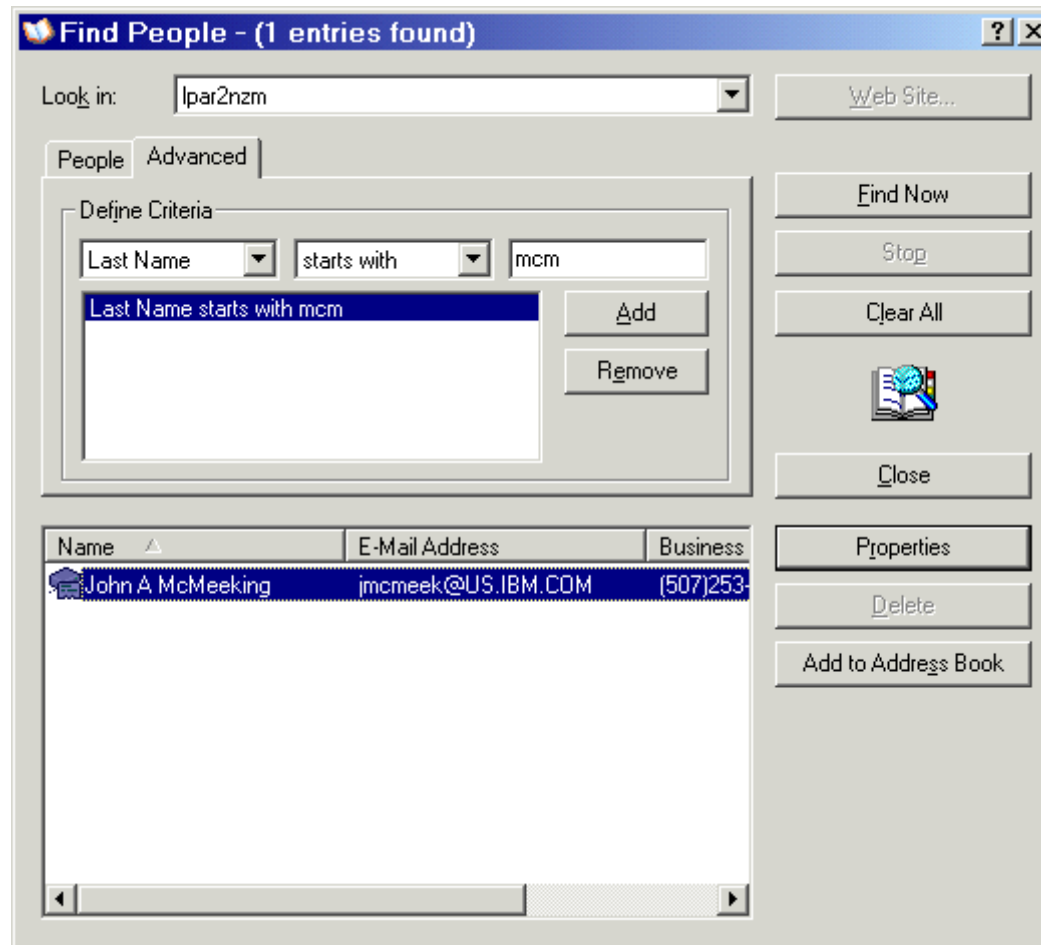 Find People - (1 entries found)
Look in: lpar2nzm
Web Site...
People Advanced
Find Now
Define Criteria
Last Name starts with mcm
Stop
Last Name starts with mcm
Add
Clear All
Remove
Close
Name E-Mail Address Business
Properties
John A McMeeking jmcmeek@US.IBM.COM (507)253-
Delete
Add to Address Book